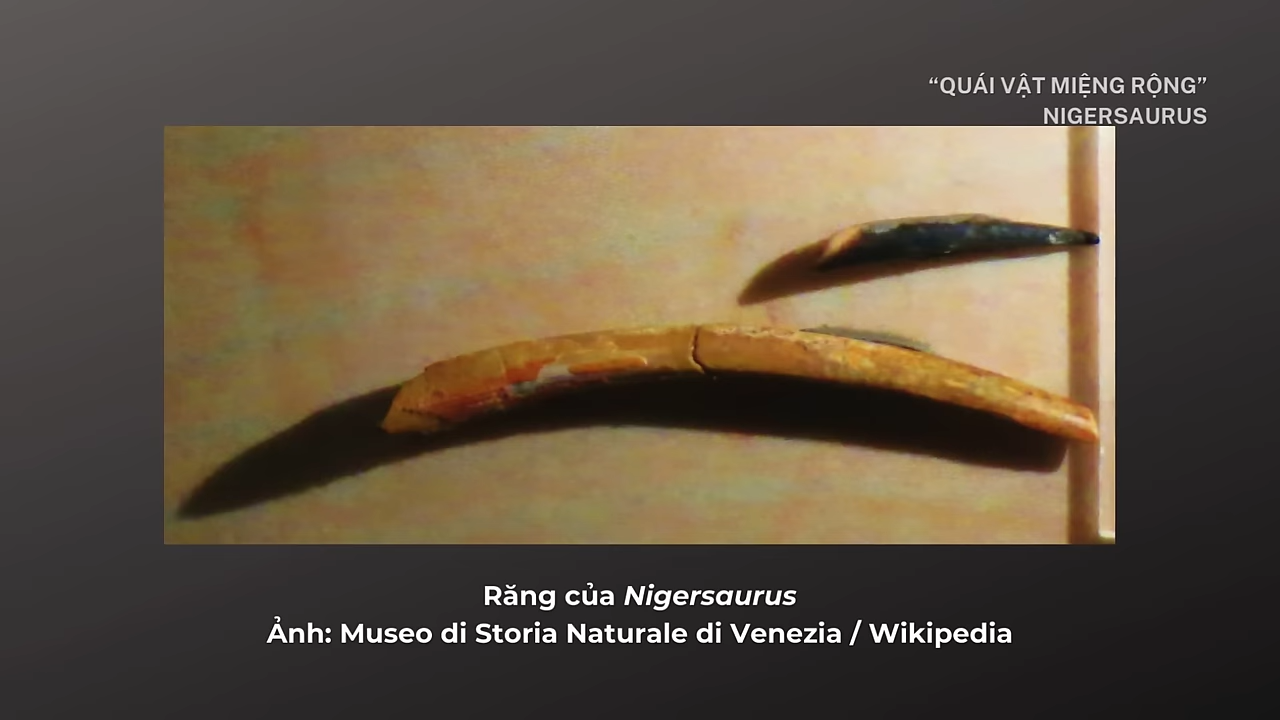 “QUÁI VẬT MIỆNG RỘNG”
NIGERSAURUS
Răng của Nigersaurus
Ảnh: Museo di Storia Naturale di Venezia / Wikipedia